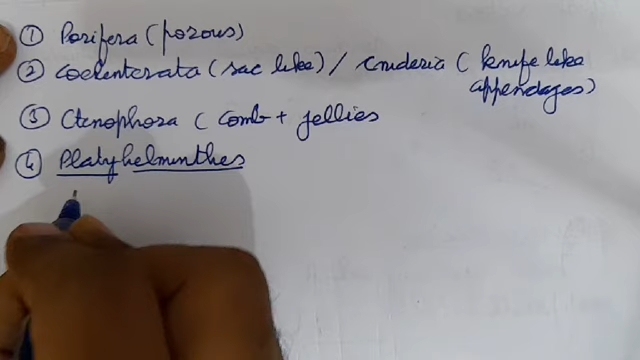 ① Porifera (porous)
② Coelenterata (sac like) / Cnideria ( knife like
appendages)
③ Ctenophora ( Comb + jellies
④ Platyhelminthes